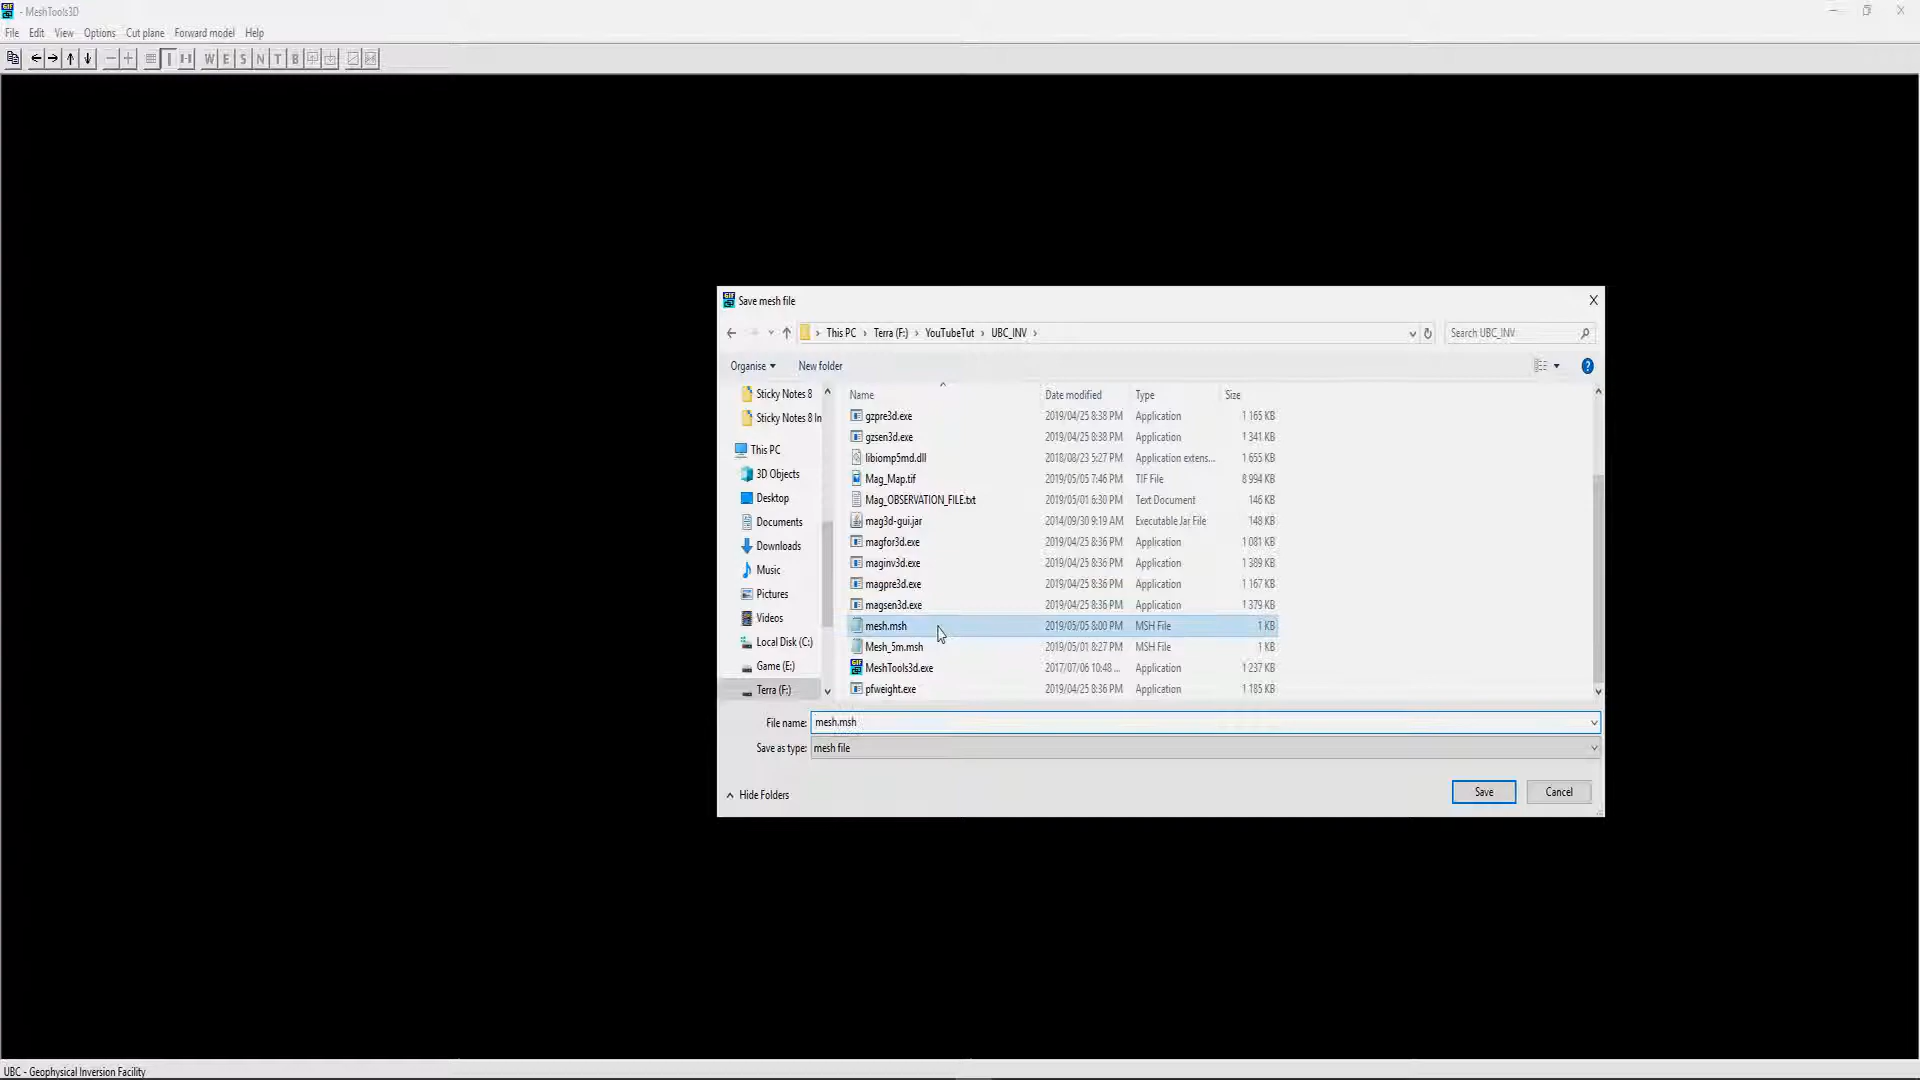 - MeshTools3D
File Edit View Options Cut plane Forward model Help
W E S N T B
Save mesh file
This PC > Terra (F:) > YouTubeTut > UBC_INV >
Search UBC_INV
Organise New folder
Sticky Notes 8
Sticky Notes 8 In
This PC
3D Objects
Desktop
Documents
Downloads
Music
Pictures
Videos
Local Disk (C:)
Game (E:)
Terra (F:)
Name Date modified Type Size
gzpre3d.exe 2019/04/25 8:38 PM Application 1 165 KB
gzsen3d.exe 2019/04/25 8:38 PM Application 1 341 KB
libiomp5md.dll 2018/08/23 5:27 PM Application extens... 1 655 KB
Mag_Map.tif 2019/05/05 7:46 PM TIF File 8 994 KB
Mag_OBSERVATION_FILE.txt 2019/05/01 6:30 PM Text Document 146 KB
mag3d-gui.jar 2014/09/30 9:19 AM Executable Jar File 148 KB
magfor3d.exe 2019/04/25 8:36 PM Application 1 081 KB
maginv3d.exe 2019/04/25 8:36 PM Application 1 389 KB
magpre3d.exe 2019/04/25 8:36 PM Application 1 167 KB
magsen3d.exe 2019/04/25 8:36 PM Application 1 379 KB
mesh.msh 2019/05/05 8:00 PM MSH File 1 KB
Mesh_5m.msh 2019/05/01 8:27 PM MSH File 1 KB
MeshTools3d.exe 2017/07/06 10:48 ... Application 1 237 KB
pfweight.exe 2019/04/25 8:36 PM Application 1 185 KB
File name: mesh.msh
Save as type: mesh file
Hide Folders
Save Cancel
UBC - Geophysical Inversion Facility